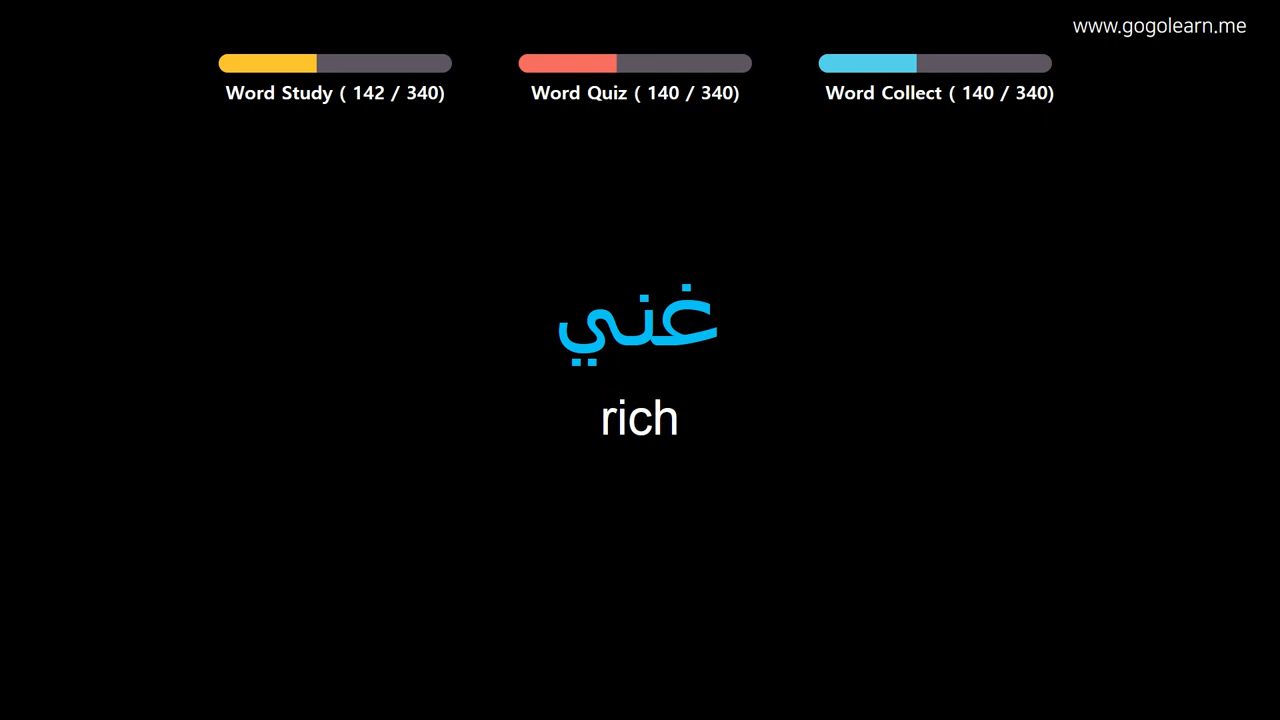 www.gogolearn.me
Word Study ( 142 / 340)
Word Quiz ( 140 / 340)
Word Collect ( 140 / 340)
غني
rich